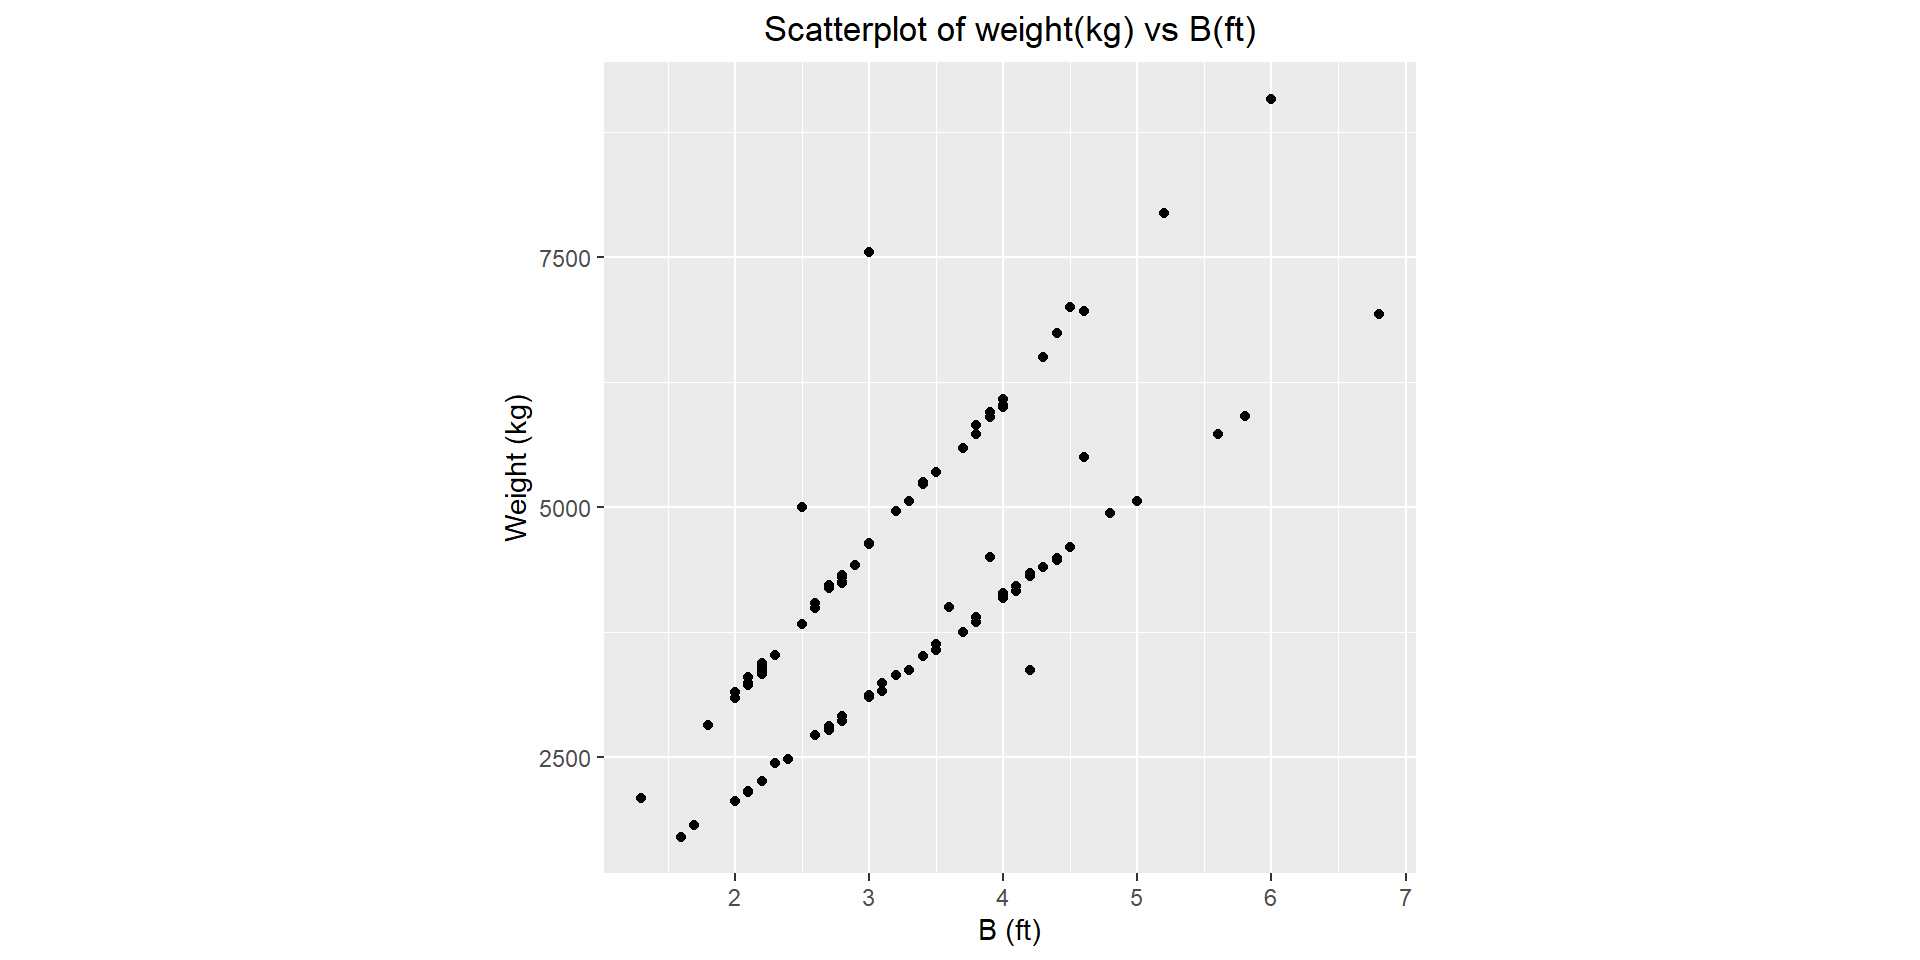 Scatterplot of weight(kg) vs B(ft)
Weight (kg)
7500
5000
2500
2 3 4 5 6 7
B (ft)